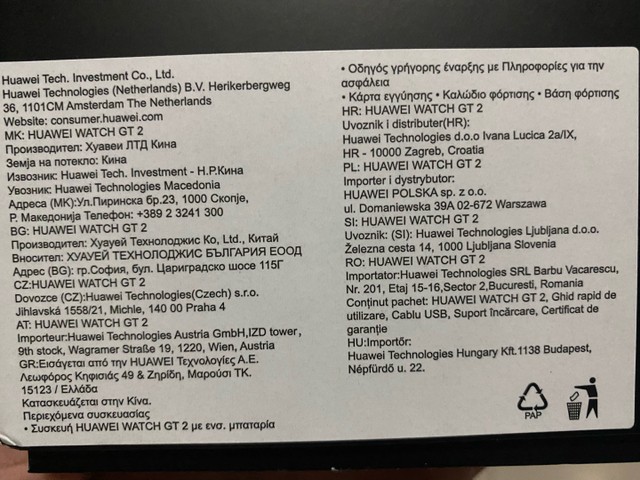 Huawei Tech. Investment Co., Ltd.
Huawei Technologies (Netherlands) B.V. Herikerbergweg
36, 1101CM Amsterdam The Netherlands
Website: consumer.huawei.com
MK: HUAWEI WATCH GT 2
Производител: Хуавеи ЛТД Кина
Земја на потекло: Кина
Извозник: Huawei Tech. Investment - Н.Р.Кина
Увозник: Huawei Technologies Macedonia
Адреса (MK):Ул.Пиринска бр.23, 1000 Скопје,
Р. Македонија Телефон: +389 2 3241 300
BG: HUAWEI WATCH GT 2
Производител: Хуауей Технолоджис Ко, Ltd., Китай
Вносител: ХУАУЕЙ ТЕХНОЛОДЖИС БЪЛГАРИЯ ЕООД
Адрес (BG): гр.София, бул. Цариградско шосе 115Г
CZ:HUAWEI WATCH GT 2
Dovozce (CZ):Huawei Technologies(Czech) s.r.o.
Jihlavská 1558/21, Michle, 140 00 Praha 4
AT: HUAWEI WATCH GT 2
Importeur:Huawei Technologies Austria GmbH,IZD tower,
9th stock, Wagramer Straße 19, 1220, Wien, Austria
GR:Εισάγεται από την HUAWEI Τεχνολογίες Α.Ε.
Λεωφόρος Κηφισιάς 49 & Ζηρίδη, Μαρούσι ΤΚ.
15123 / Ελλάδα
Κατασκευάζεται στην Κίνα.
Περιεχόμενα συσκευασίας
• Συσκευή HUAWEI WATCH GT 2 με ενσ. μπαταρία
• Οδηγός γρήγορης έναρξης με Πληροφορίες για την
ασφάλεια
• Κάρτα εγγύησης • Καλώδιο φόρτισης • Βάση φόρτισης
HR: HUAWEI WATCH GT 2
Uvoznik i distributer(HR):
Huawei Technologies d.o.o Ivana Lucica 2a/IX,
HR - 10000 Zagreb, Croatia
PL: HUAWEI WATCH GT 2
Importer i dystrybutor:
HUAWEI POLSKA sp. z o.o.
ul. Domaniewska 39A 02-672 Warszawa
SI: HUAWEI WATCH GT 2
Uvoznik: (SI): Huawei Technologies Ljubljana d.o.o.
Železna cesta 14, 1000 Ljubljana Slovenia
RO: HUAWEI WATCH GT 2
Importator:Huawei Technologies SRL Barbu Vacarescu,
Nr. 201, Etaj 15-16,Sector 2,Bucuresti, Romania
Conținut pachet: HUAWEI WATCH GT 2, Ghid rapid de
utilizare, Cablu USB, Suport încărcare, Certificat de
garanție
HU:Importőr:
Huawei Technologies Hungary Kft.1138 Budapest,
Népfürdő u. 22.
PAP